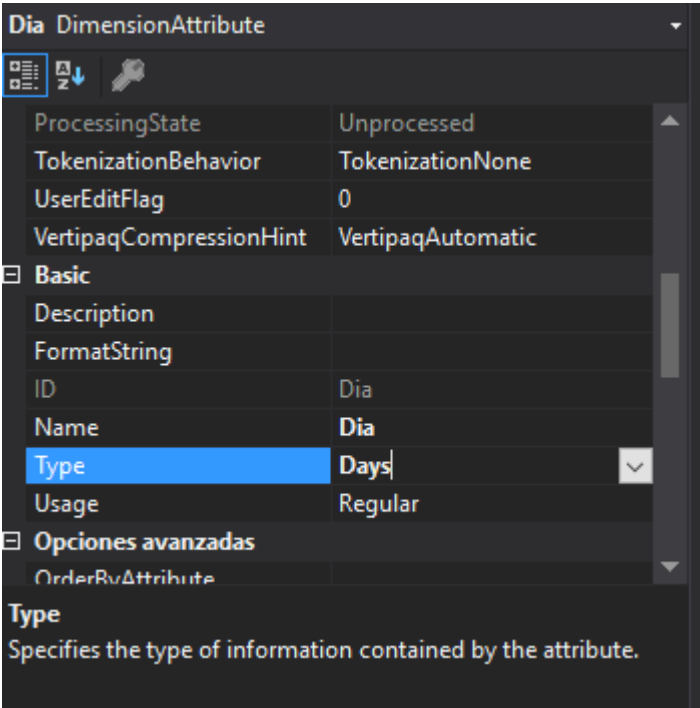 Dia DimensionAttribute
ProcessingState Unprocessed
TokenizationBehavior TokenizationNone
UserEditFlag 0
VertipaqCompressionHint VertipaqAutomatic
Basic
Description
FormatString
ID Dia
Name Dia
Type Days
Usage Regular
Opciones avanzadas
OrderByAttribute
Type
Specifies the type of information contained by the attribute.